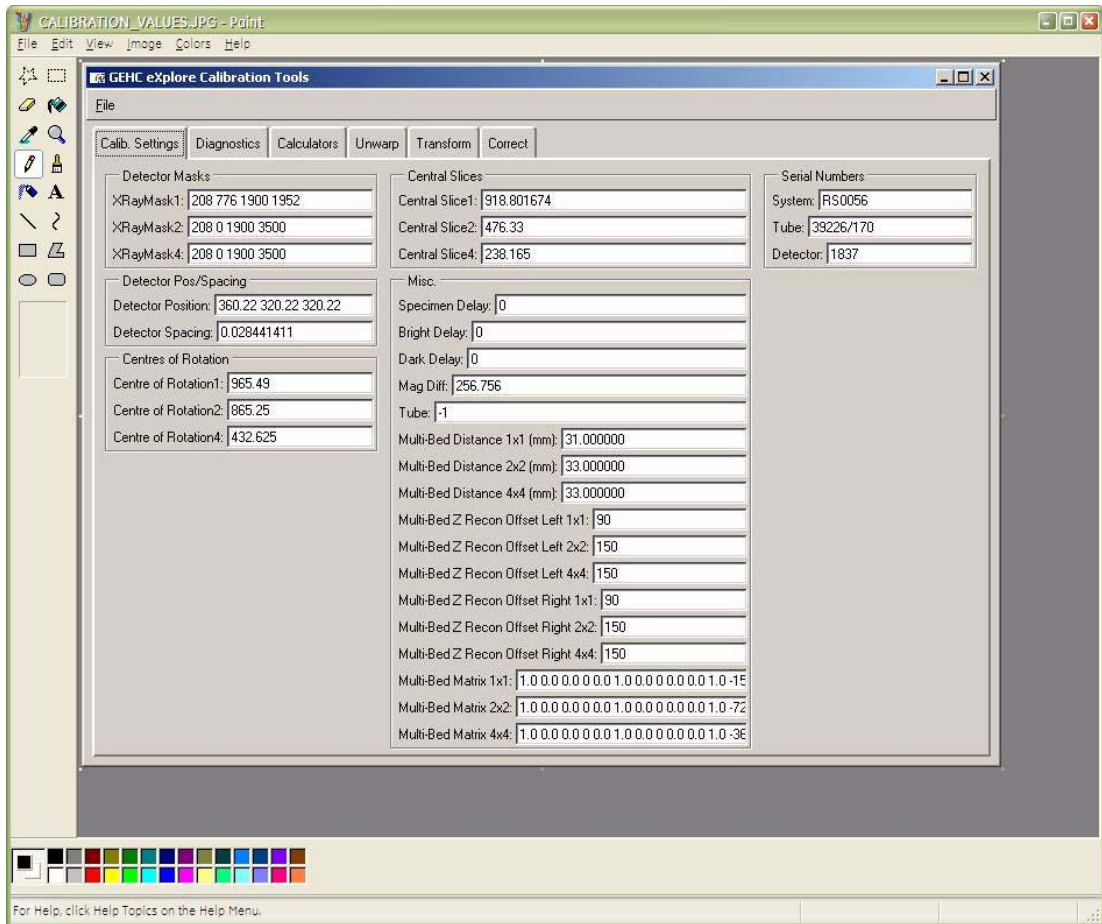 CALIBRATION_VALUES.JPG - Paint
File Edit View Image Colors Help
GEHC eXplore Calibration Tools
File
Calib. Settings Diagnostics Calculators Unwarp Transform Correct
Detector Masks
XRayMask1: 208 776 1900 1952
XRayMask2: 208 0 1900 3500
XRayMask4: 208 0 1900 3500
Detector Pos/Spacing
Detector Position: 360.22 320.22 320.22
Detector Spacing: 0.028441411
Centres of Rotation
Centre of Rotation1: 965.49
Centre of Rotation2: 865.25
Centre of Rotation4: 432.625
Central Slices
Central Slice1: 918.801674
Central Slice2: 476.33
Central Slice4: 238.165
Misc.
Specimen Delay: 0
Bright Delay: 0
Dark Delay: 0
Mag Diff: 256.756
Tube: -1
Multi-Bed Distance 1x1 (mm): 31.000000
Multi-Bed Distance 2x2 (mm): 33.000000
Multi-Bed Distance 4x4 (mm): 33.000000
Multi-Bed Z Recon Offset Left 1x1: 90
Multi-Bed Z Recon Offset Left 2x2: 150
Multi-Bed Z Recon Offset Left 4x4: 150
Multi-Bed Z Recon Offset Right 1x1: 90
Multi-Bed Z Recon Offset Right 2x2: 150
Multi-Bed Z Recon Offset Right 4x4: 150
Multi-Bed Matrix 1x1: 1.0 0.0 0.0 0.0 0.0 1.0 0.0 0.0 0.0 0.0 1.0 -15
Multi-Bed Matrix 2x2: 1.0 0.0 0.0 0.0 0.0 1.0 0.0 0.0 0.0 0.0 1.0 -72
Multi-Bed Matrix 4x4: 1.0 0.0 0.0 0.0 0.0 1.0 0.0 0.0 0.0 0.0 1.0 -36
Serial Numbers
System: RS0056
Tube: 39226/170
Detector: 1837
For Help, click Help Topics on the Help Menu.